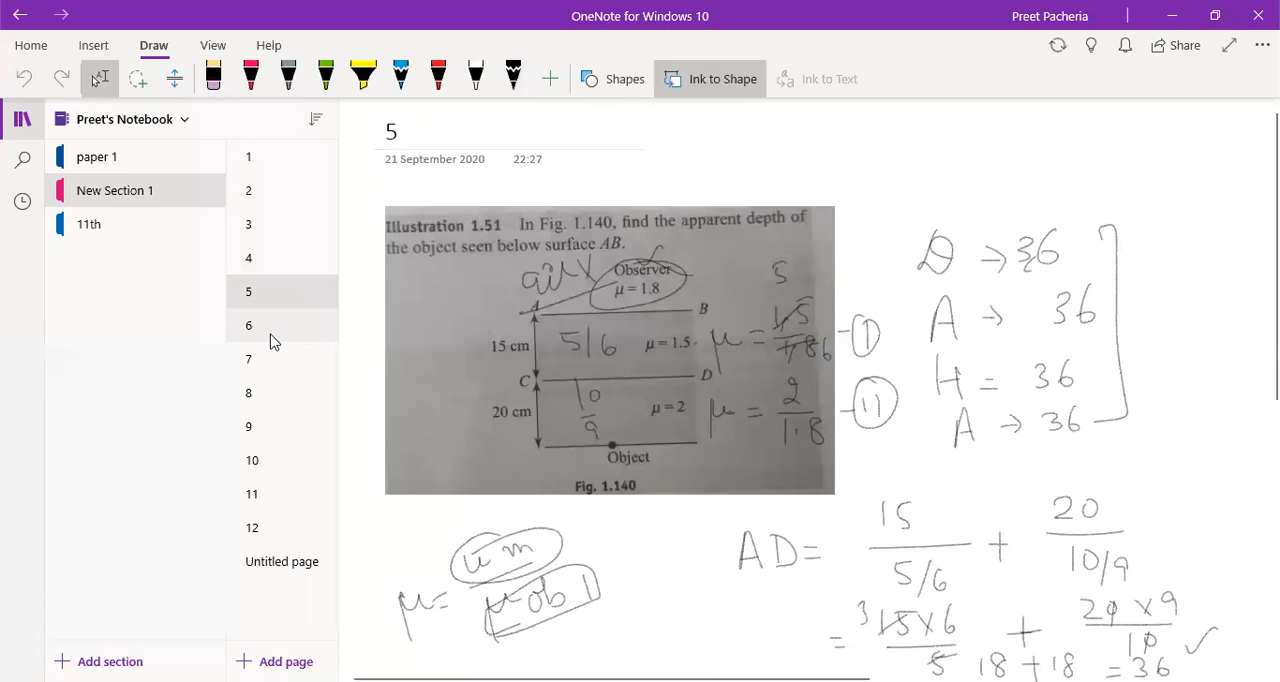 OneNote for Windows 10
Preet Pacheria
Home Insert Draw View Help
Share
Shapes
Ink to Shape
Ink to Text
Preet's Notebook
paper 1
New Section 1
11th
1
2
3
4
5
6
7
8
9
10
11
12
Untitled page
+ Add section
+ Add page
5
21 September 2020 22:27
Illustration 1.51 In Fig. 1.140, find the apparent depth of
the object seen below surface AB.
air x
Observer
μ = 1.8
A
B
15 cm
5/6
μ = 1.5
C
D
20 cm
10/9
μ = 2
Object
Fig. 1.140
5
μ = 15/18 6 - (I)
μ = 2/1.8 - (II)
D → 36
A → 36
H = 36
A → 36
μ = μm/μob
AD = 15/5/6 + 20/10/9
= 3 15x6/5 + 20 x 9/10
18 + 18 = 36